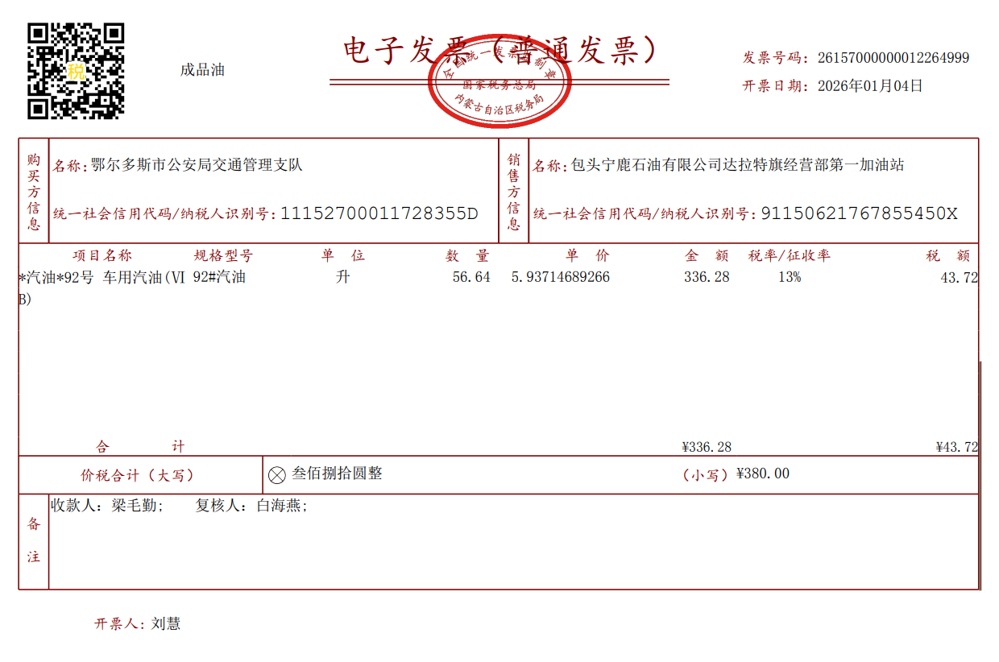 税
成品油
电子发票（普通发票）
全国统一发票监制章
国家税务总局
内蒙古自治区税务局
发票号码：26157000000012264999
开票日期：2026年01月04日
购买方信息
名称：鄂尔多斯市公安局交通管理支队
统一社会信用代码/纳税人识别号：11152700011728355D
销售方信息
名称：包头宁鹿石油有限公司达拉特旗经营部第一加油站
统一社会信用代码/纳税人识别号：91150621767855450X
项目名称 规格型号 单 位 数 量 单 价 金 额 税率/征收率 税 额
*汽油*92号 车用汽油(Ⅵ 92#汽油 升 56.64 5.93714689266 336.28 13% 43.72
B)
合 计 ¥336.28 ¥43.72
价税合计（大写） 叁佰捌拾圆整 （小写）¥380.00
备注
收款人：梁毛勤; 复核人：白海燕;
开票人：刘慧